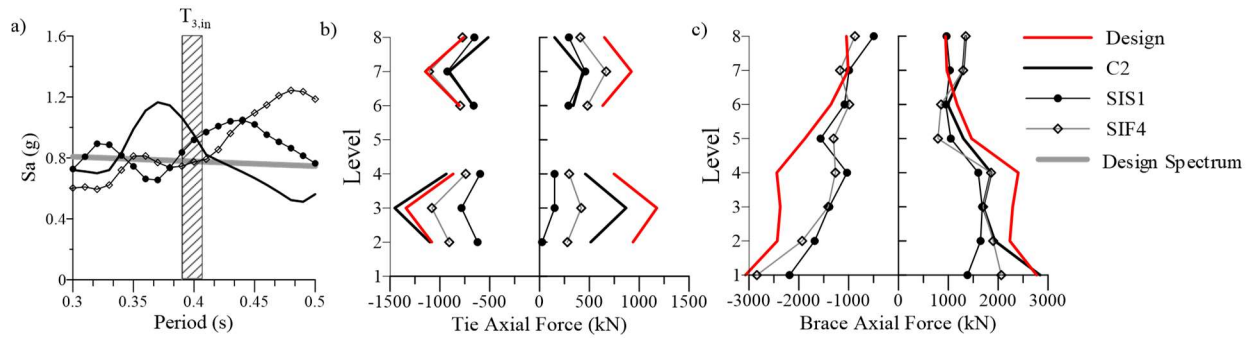 a)
T3,in
1.6
1.2
0.8
0.4
0
Sa (g)
0.3
0.35
0.4
0.45
0.5
Period (s)
b)
8
7
6
5
4
3
2
1
Level
-1500 -1000 -500 0 500 1000 1500
Tie Axial Force (kN)
c)
8
7
6
5
4
3
2
1
Level
-3000 -2000 -1000 0 1000 2000 3000
Brace Axial Force (kN)
Design
C2
SIS1
SIF4
Design Spectrum